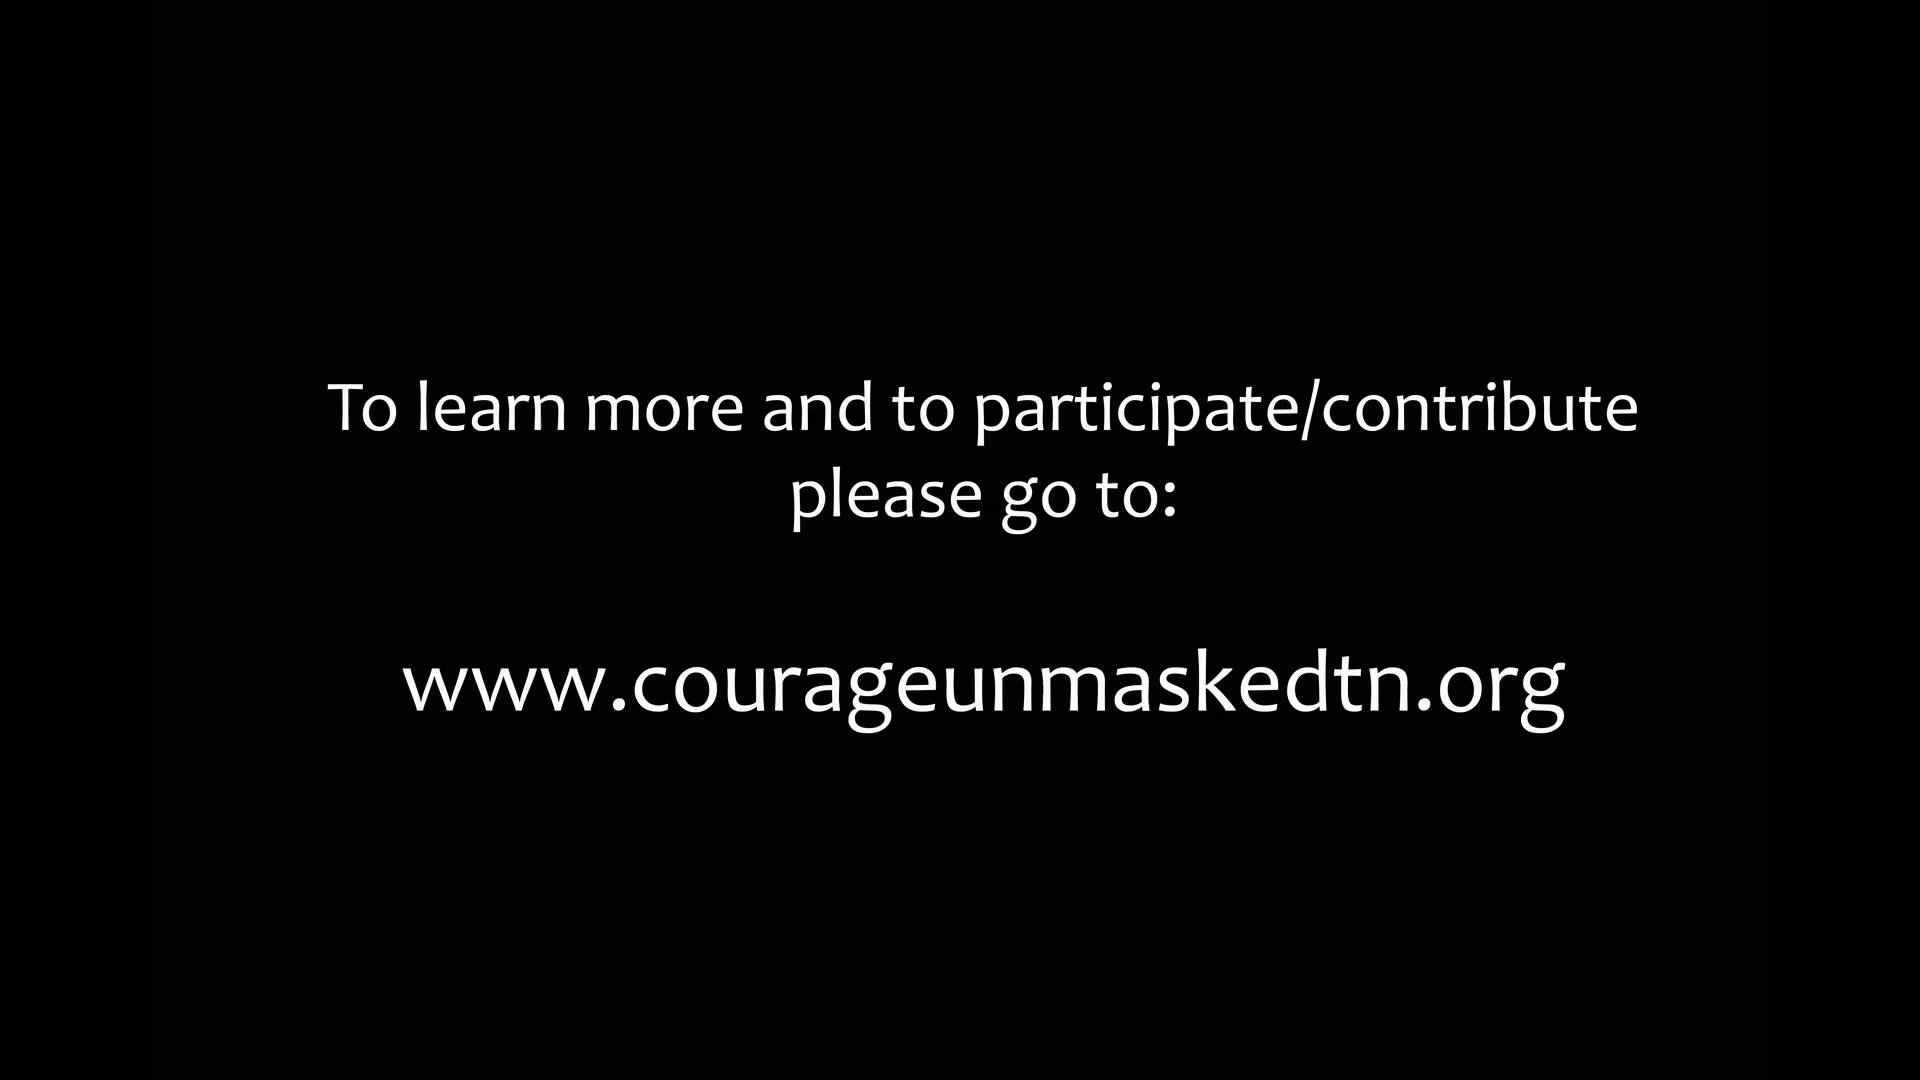 To learn more and to participate/contribute
please go to:
www.courageunmaskedtn.org